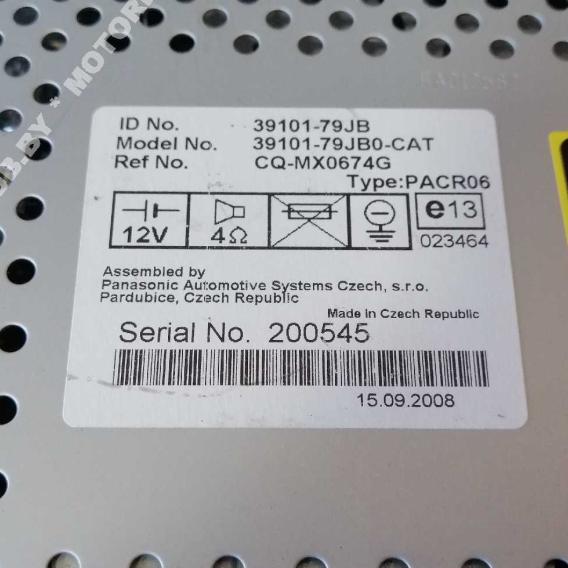 ID No. 39101-79JB
Model No. 39101-79JB0-CAT
Ref No. CQ-MX0674G
Type:PACR06
12V 4Ω e13
023464
Assembled by
Panasonic Automotive Systems Czech, s.r.o.
Pardubice, Czech Republic
Made in Czech Republic
Serial No. 200545
15.09.2008